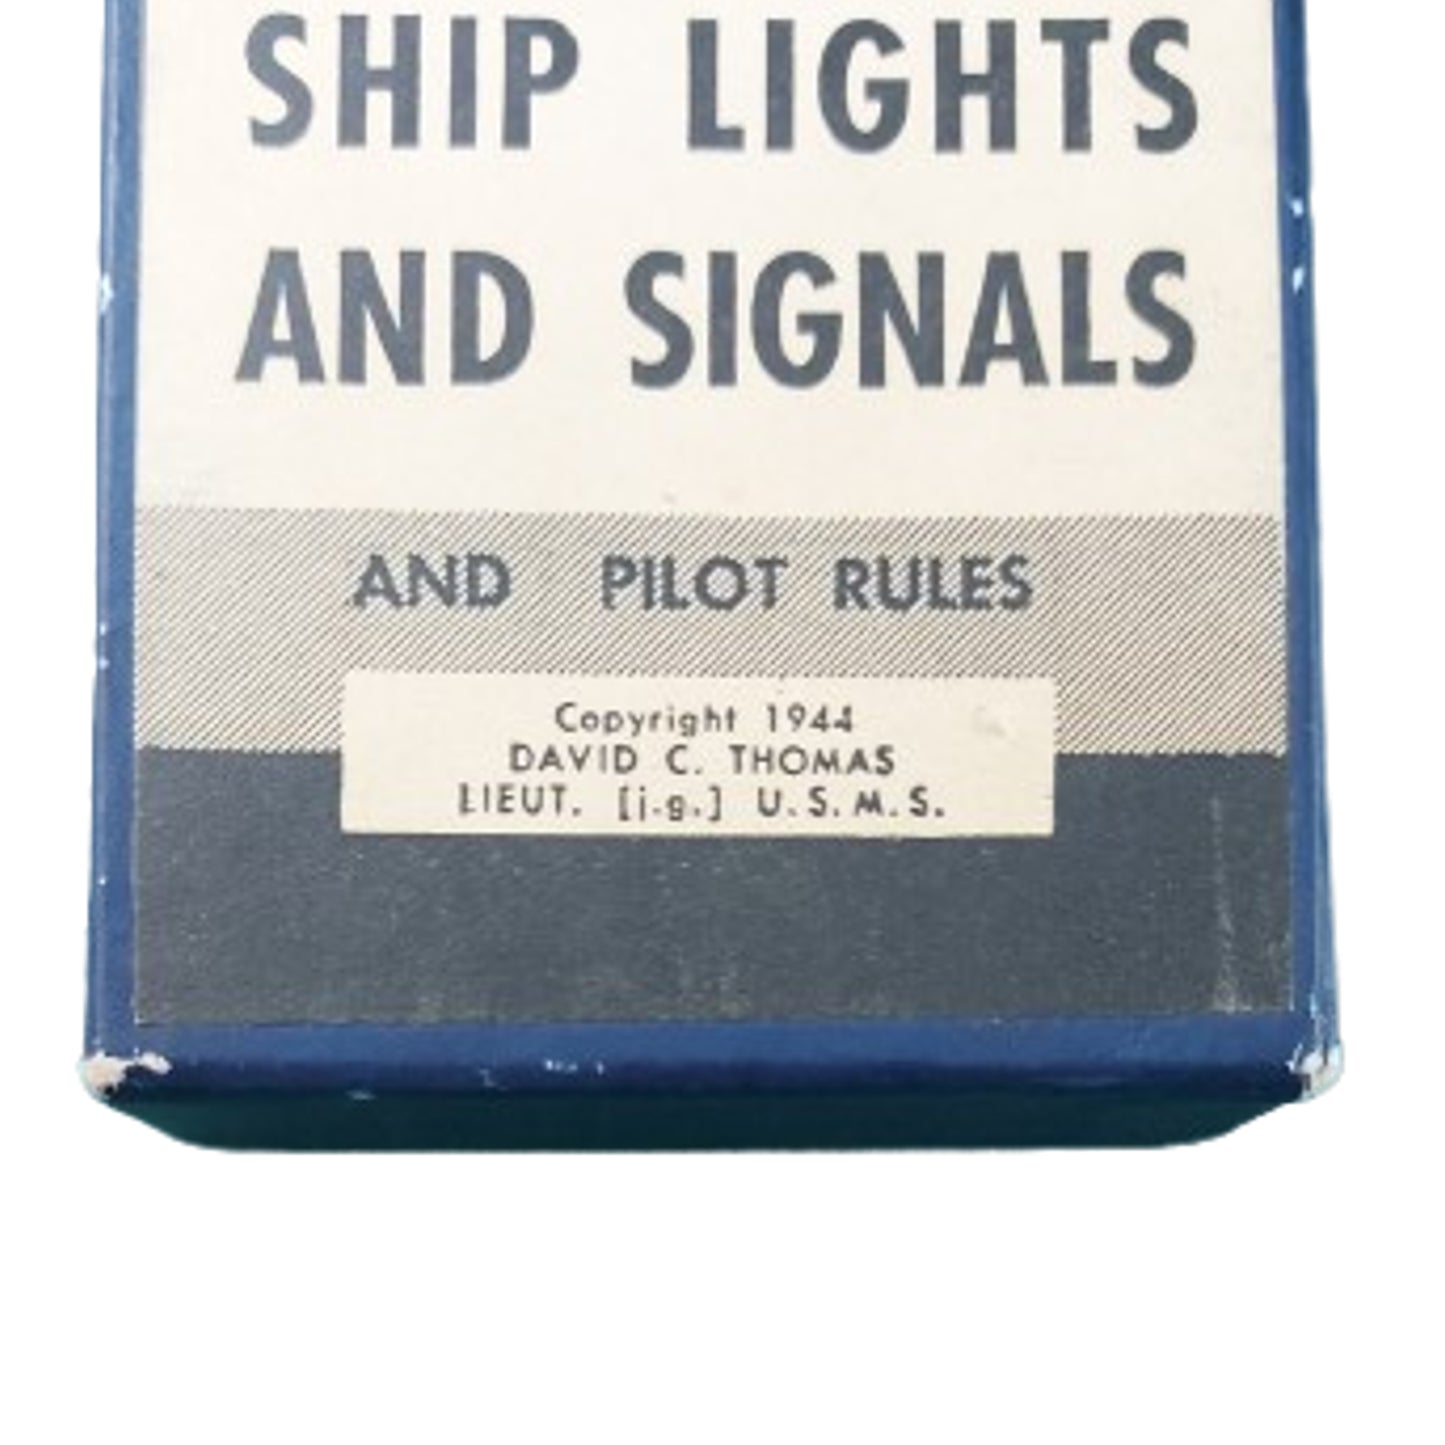 SHIP LIGHTS
AND SIGNALS
AND PILOT RULES
Copyright 1944
DAVID C. THOMAS
LIEUT. [j.g.] U.S.M.S.